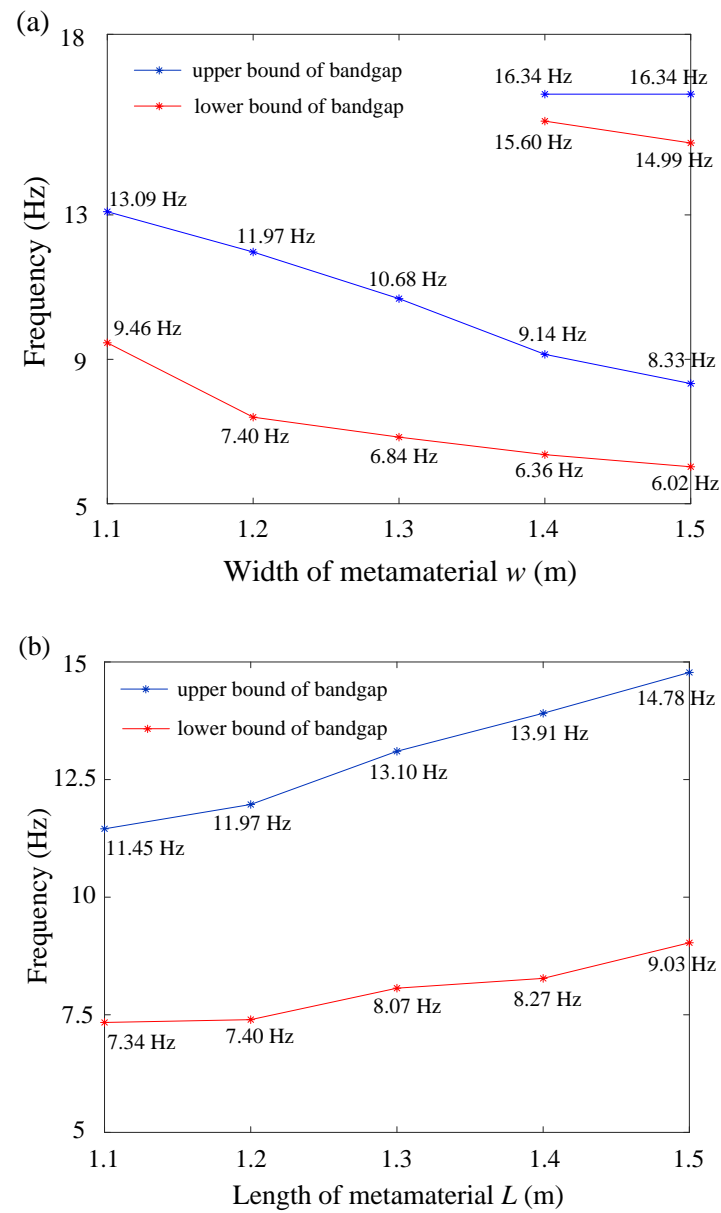 (a)
18
upper bound of bandgap
lower bound of bandgap
16.34 Hz
16.34 Hz
15.60 Hz
14.99 Hz
13
13.09 Hz
11.97 Hz
10.68 Hz
9.14 Hz
8.33 Hz
9.46 Hz
9
7.40 Hz
6.84 Hz
6.36 Hz
6.02 Hz
5
Frequency (Hz)
1.1 1.2 1.3 1.4 1.5
Width of metamaterial w (m)
(b)
15
upper bound of bandgap
lower bound of bandgap
14.78 Hz
13.91 Hz
13.10 Hz
12.5
11.97 Hz
11.45 Hz
10
9.03 Hz
8.27 Hz
8.07 Hz
7.5
7.40 Hz
7.34 Hz
5
Frequency (Hz)
1.1 1.2 1.3 1.4 1.5
Length of metamaterial L (m)